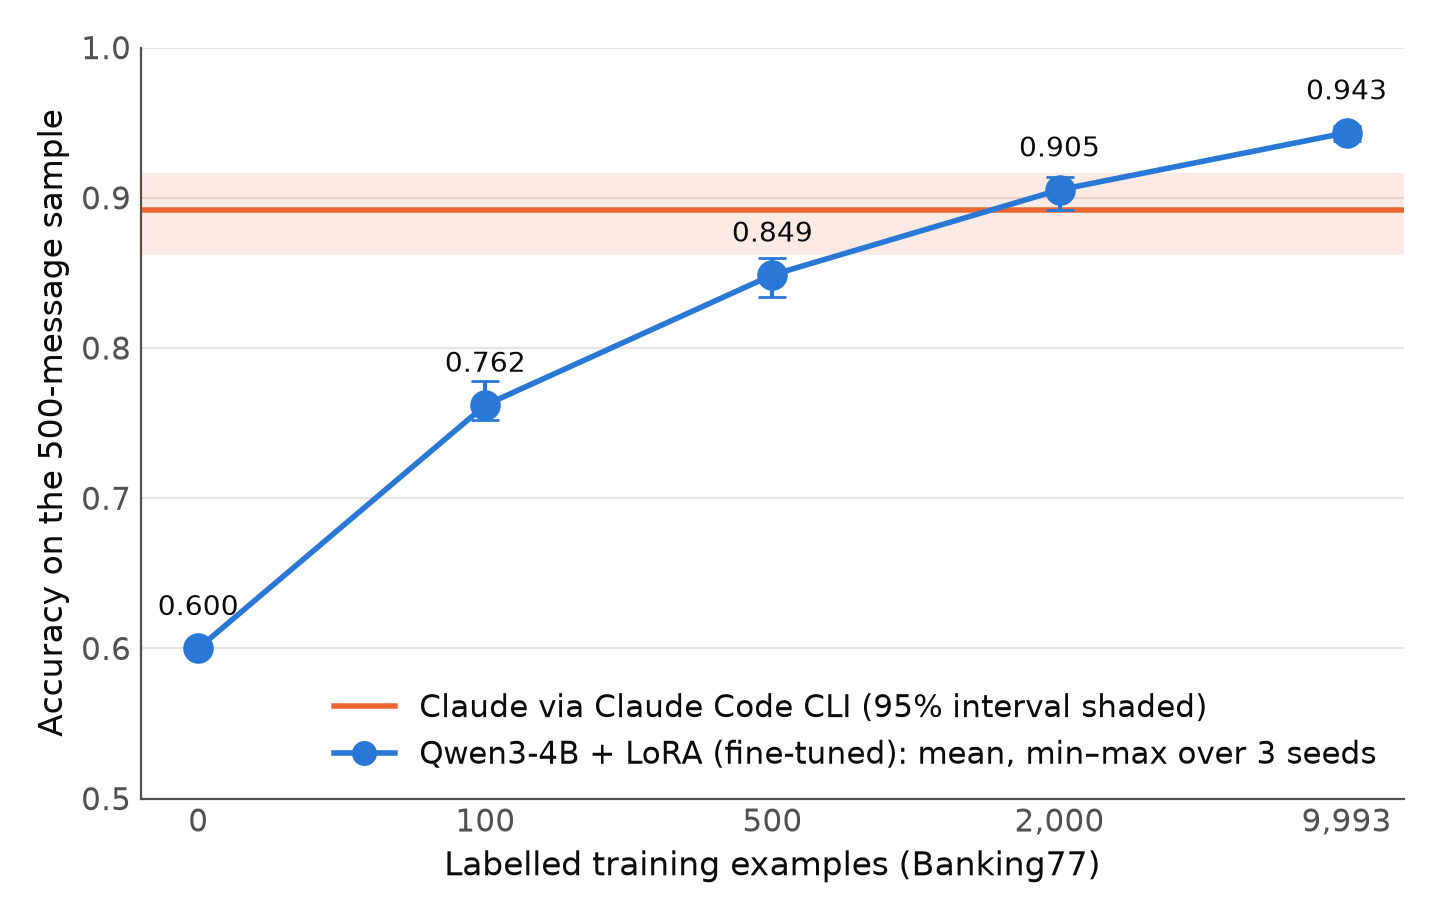 Accuracy on the 500-message sample
1.0
0.9
0.8
0.7
0.6
0.5
0.600
0.762
0.849
0.905
0.943
Claude via Claude Code CLI (95% interval shaded)
Qwen3-4B + LoRA (fine-tuned): mean, min–max over 3 seeds
0 100 500 2,000 9,993
Labelled training examples (Banking77)